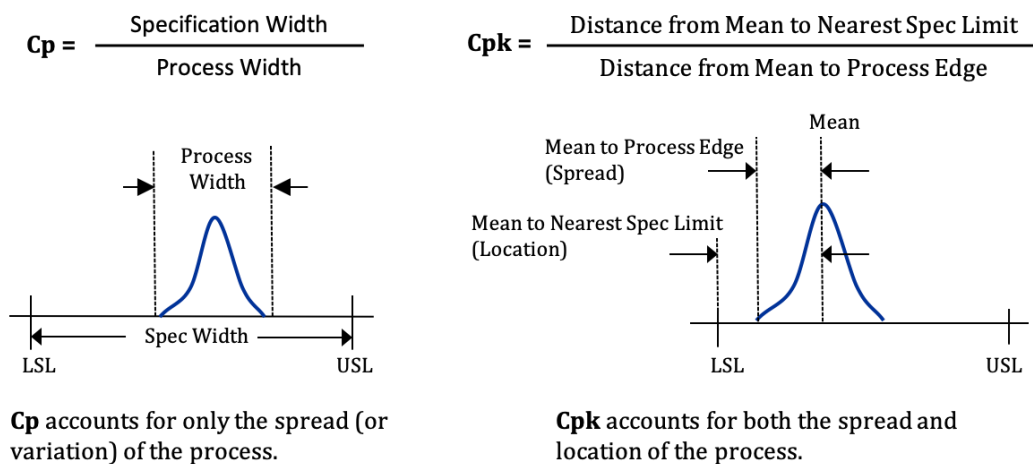 Cp =
Specification Width
Process Width
Process
Width
Spec Width
LSL
USL
Cp accounts for only the spread (or
variation) of the process.
Cpk =
Distance from Mean to Nearest Spec Limit
Distance from Mean to Process Edge
Mean
Mean to Process Edge
(Spread)
Mean to Nearest Spec Limit
(Location)
LSL
USL
Cpk accounts for both the spread and
location of the process.